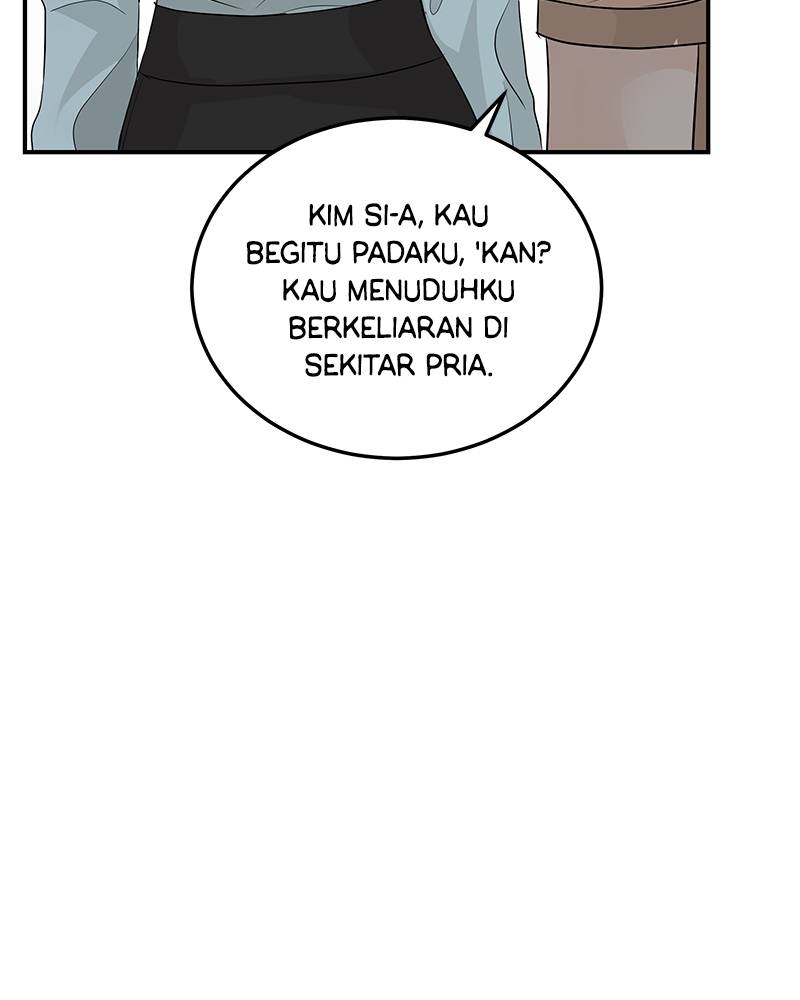 KIM SI-A, KAU
BEGITU PADAKU, 'KAN?
KAU MENUDUHKU
BERKELIARAN DI
SEKITAR PRIA.